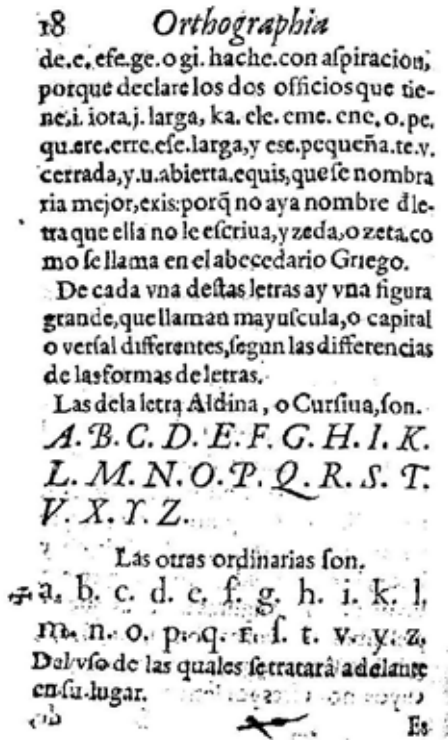 18 Orthographia
de.e. efe.ge.ogi. hache.con aſpiracion,
porque declare los dos officios que tie-
ne.i. iota.j. larga, ka. ele. eme. ene. o.pe.
qu.ere.erre.eſe.larga,y ese.pequeña.te.v.
cerrada,y.u.abierta.equis,que ſe nombra
ria mejor,exis:porq̃ no aya nombre dle-
tra que ella no le eſcriua,y zeda,o zeta.co
mo ſe llama en el abecedario Griego.
De cada vna deſtas letras ay vna figura
grande,que llaman mayuſcula,o capital
o verſal differentes,ſegun las differencias
de las formas de letras.
Las dela letra Aldina, o Curſiua,ſon.
A. B. C. D. E. F. G. H. I. K.
L. M. N. O. P. Q. R. S. T.
V. X. Y. Z.
Las otras ordinarias ſon.
a. b. c. d. e. f. g. h. i. k. l.
m. n. o. p. q. r. ſ. t. v. y. z.
Del vſo de las quales ſe tratarà adelante
en ſu lugar.
Es